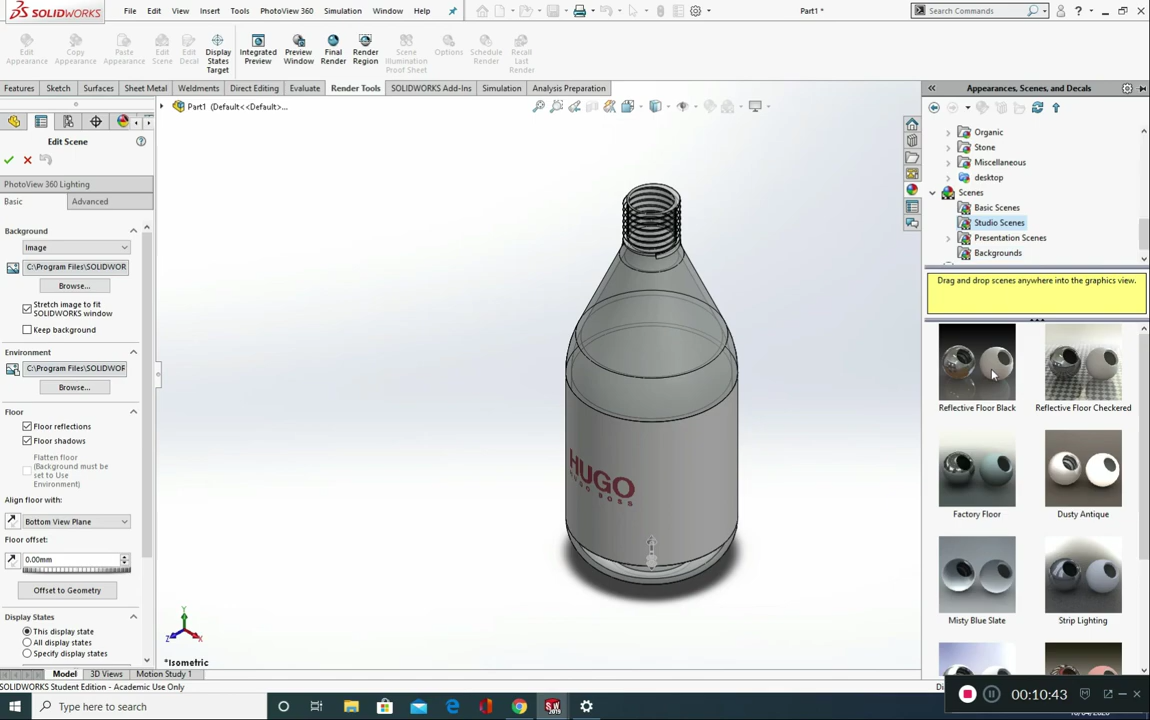 SOLIDWORKS File Edit View Insert Tools PhotoView 360 Simulation Window Help Part1 * Search Commands
Edit Appearance
Copy Appearance
Paste Appearance
Edit Scene
Edit Decal
Display States Target
Integrated Preview
Preview Window
Final Render
Render Region
Scene Illumination Proof Sheet
Options
Schedule Render
Recall Last Render
Features Sketch Surfaces Sheet Metal Weldments Direct Editing Evaluate Render Tools SOLIDWORKS Add-Ins Simulation Analysis Preparation
Appearances, Scenes, and Decals
Part1 (Default<<Default>...
Edit Scene
PhotoView 360 Lighting
Basic Advanced
Background
Image
C:\Program Files\SOLIDWOR
Browse...
Stretch image to fit
SOLIDWORKS window
Keep background
Environment
C:\Program Files\SOLIDWOR
Browse...
Floor
Floor reflections
Floor shadows
Flatten floor
(Background must be
set to Use
Environment)
Align floor with:
Bottom View Plane
Floor offset:
0.00mm
Offset to Geometry
Display States
This display state
All display states
Specify display states
HUGO
HUGO BOSS
Y
Z X
*Isometric
Organic
Stone
Miscellaneous
desktop
Scenes
Basic Scenes
Studio Scenes
Presentation Scenes
Backgrounds
Drag and drop scenes anywhere into the graphics view.
Reflective Floor Black Reflective Floor Checkered
Factory Floor Dusty Antique
Misty Blue Slate Strip Lighting
Model 3D Views Motion Study 1
SOLIDWORKS Student Edition - Academic Use Only
00:10:43
Type here to search
SW
2019